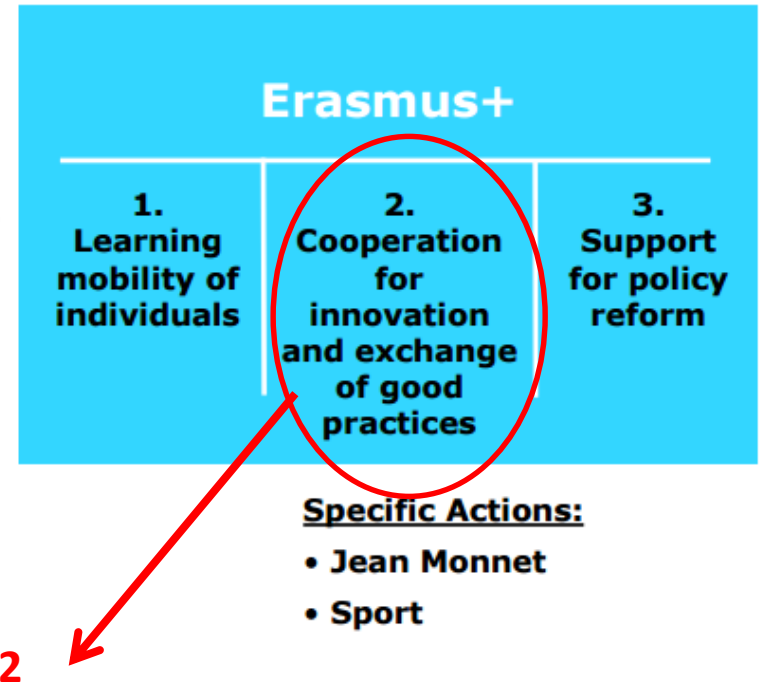 Erasmus+
1.
Learning
mobility of
individuals
2.
Cooperation
for
innovation
and exchange
of good
practices
3.
Support
for policy
reform
Specific Actions:
• Jean Monnet
• Sport
2